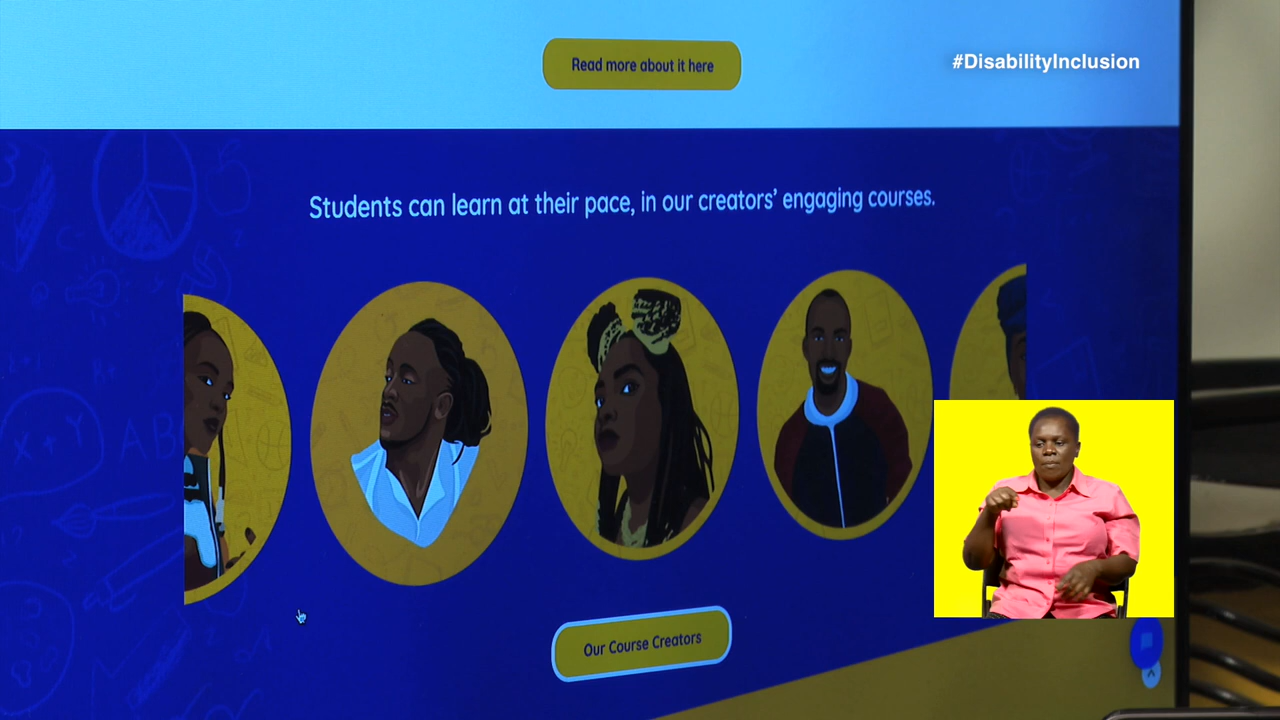 Read more about it here
#DisabilityInclusion
Students can learn at their pace, in our creators' engaging courses.
X + Y
ABC
Our Course Creators